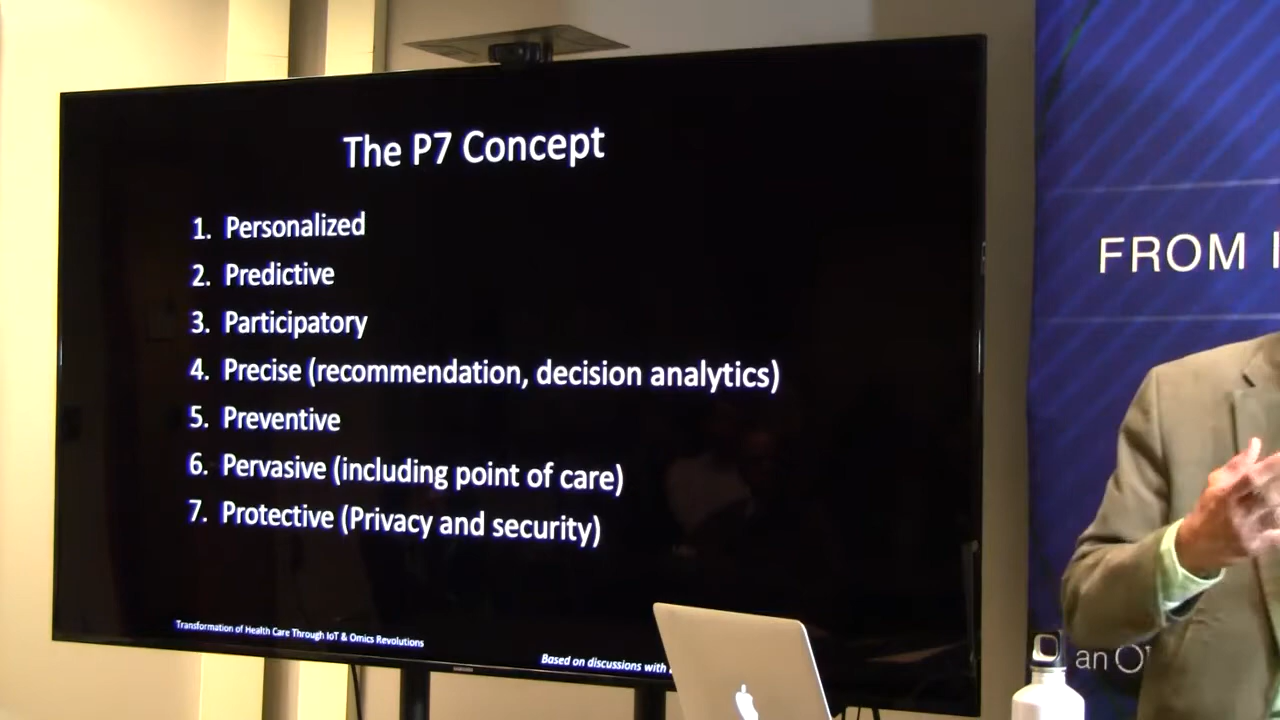 The P7 Concept
1. Personalized
2. Predictive
3. Participatory
4. Precise (recommendation, decision analytics)
5. Preventive
6. Pervasive (including point of care)
7. Protective (Privacy and security)
Transformation of Health Care Through IoT & Omics Revolutions
Based on discussions with
SAMSUNG
FROM
an